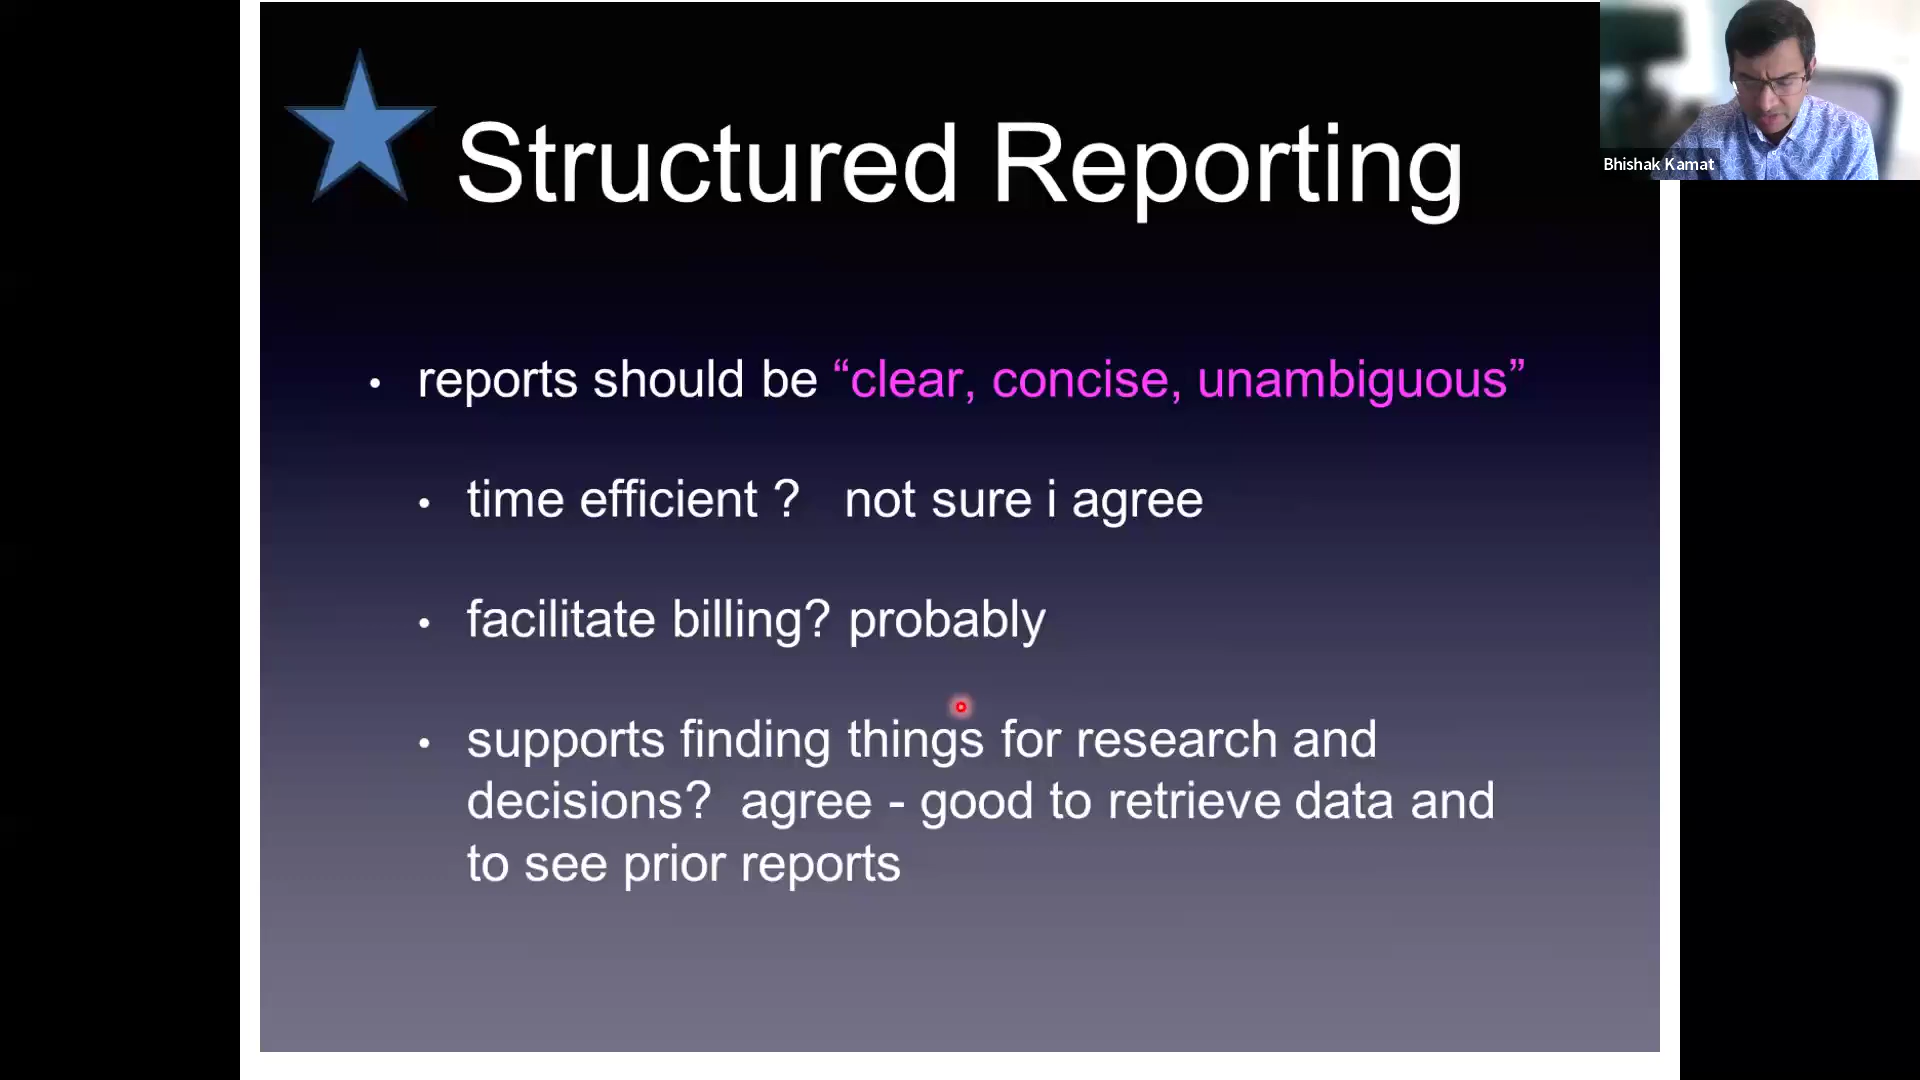 Structured Reporting
Bhishak Kamat
• reports should be “clear, concise, unambiguous”
• time efficient ? not sure i agree
• facilitate billing? probably
• supports finding things for research and
decisions? agree - good to retrieve data and
to see prior reports